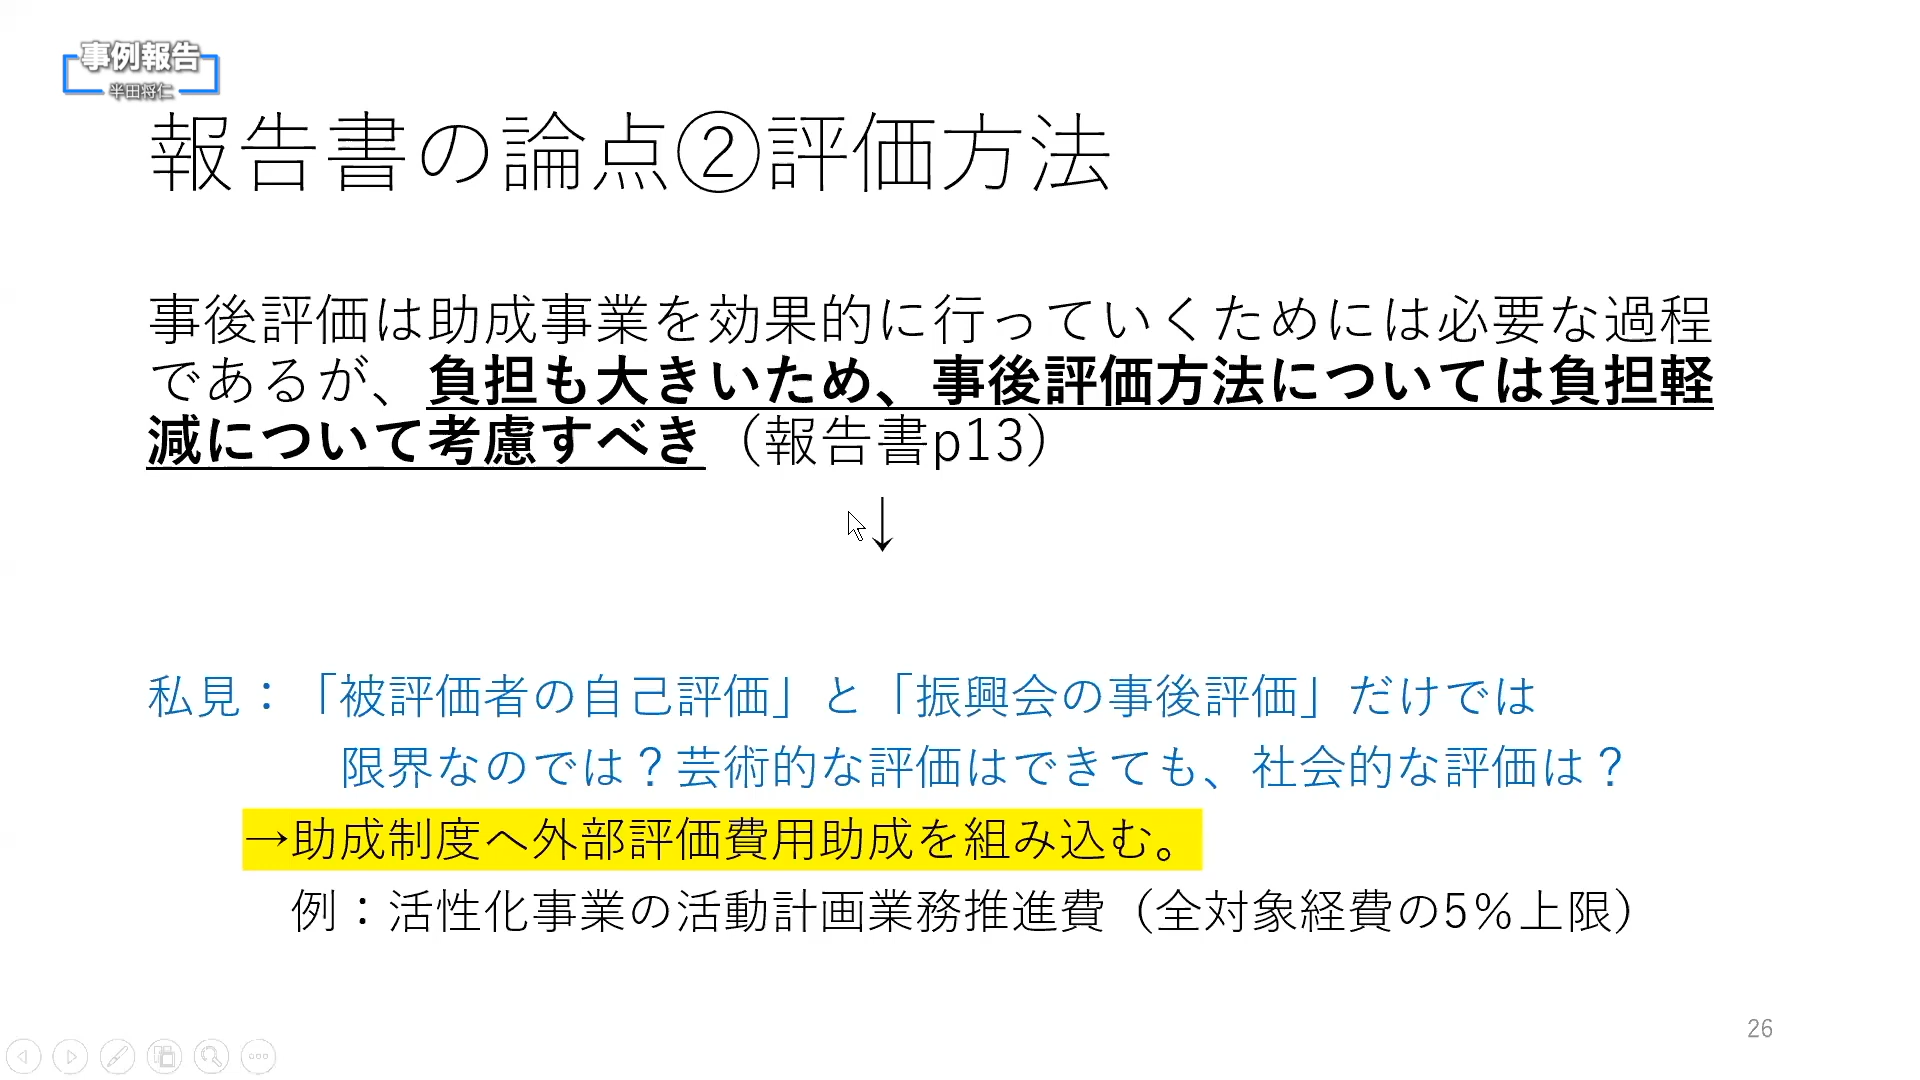 事例報告
半田将仁
報告書の論点②評価方法
事後評価は助成事業を効果的に行っていくためには必要な過程
であるが、負担も大きいため、事後評価方法については負担軽
減について考慮すべき（報告書p13）
↓
私見：「被評価者の自己評価」と「振興会の事後評価」だけでは
限界なのでは？芸術的な評価はできても、社会的な評価は？
→助成制度へ外部評価費用助成を組み込む。
例：活性化事業の活動計画業務推進費（全対象経費の5％上限）
26